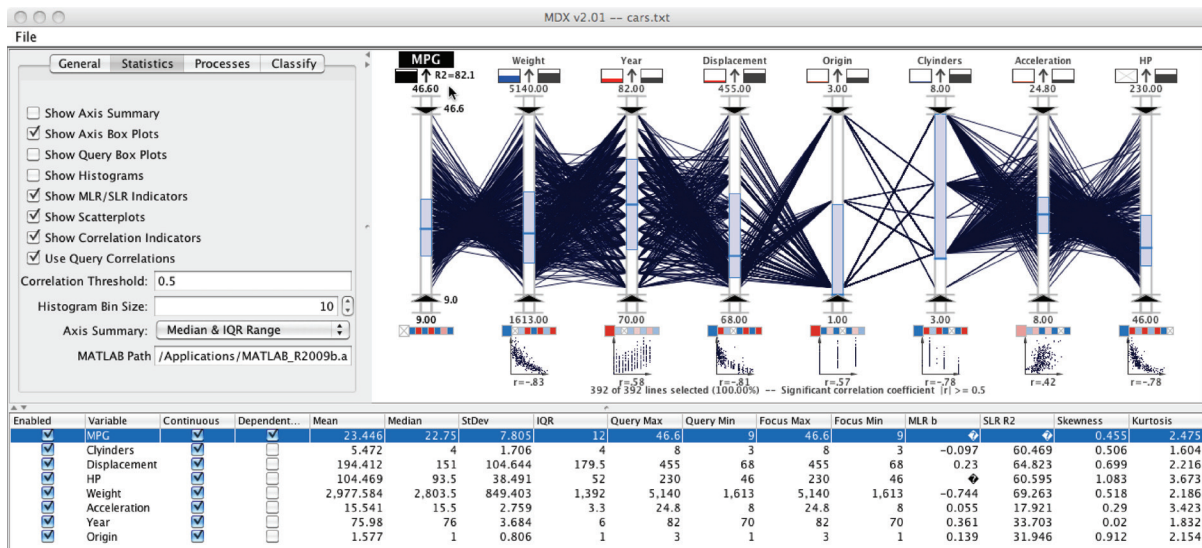 MDX v2.01 -- cars.txt
File
General Statistics Processes Classify
Show Axis Summary
Show Axis Box Plots
Show Query Box Plots
Show Histograms
Show MLR/SLR Indicators
Show Scatterplots
Show Correlation Indicators
Use Query Correlations
Correlation Threshold: 0.5
Histogram Bin Size: 10
Axis Summary: Median & IQR Range
MATLAB Path /Applications/MATLAB_R2009b.a
MPG Weight Year Displacement Origin Clyinders Acceleration HP
R2=82.1
46.60 5140.00 82.00 455.00 3.00 8.00 24.80 230.00
46.6
9.0
9.00 1613.00 70.00 68.00 1.00 3.00 8.00 46.00
r=-.83 r=.58 r=-.81 r=.57 r=-.78 r=.42 r=-.78
392 of 392 lines selected (100.00%) -- Significant correlation coefficient |r| >= 0.5
Enabled Variable Continuous Dependent... Mean Median StDev IQR Query Max Query Min Focus Max Focus Min MLR b SLR R2 Skewness Kurtosis
MPG 23.446 22.75 7.805 12 46.6 9 46.6 9 � � 0.455 2.475
Clyinders 5.472 4 1.706 4 8 3 8 3 -0.097 60.469 0.506 1.604
Displacement 194.412 151 104.644 179.5 455 68 455 68 0.23 64.823 0.699 2.216
HP 104.469 93.5 38.491 52 230 46 230 46 � 60.595 1.083 3.673
Weight 2,977.584 2,803.5 849.403 1,392 5,140 1,613 5,140 1,613 -0.744 69.263 0.518 2.186
Acceleration 15.541 15.5 2.759 3.3 24.8 8 24.8 8 0.055 17.921 0.29 3.423
Year 75.98 76 3.684 6 82 70 82 70 0.361 33.703 0.02 1.832
Origin 1.577 1 0.806 1 3 1 3 1 0.139 31.946 0.912 2.154